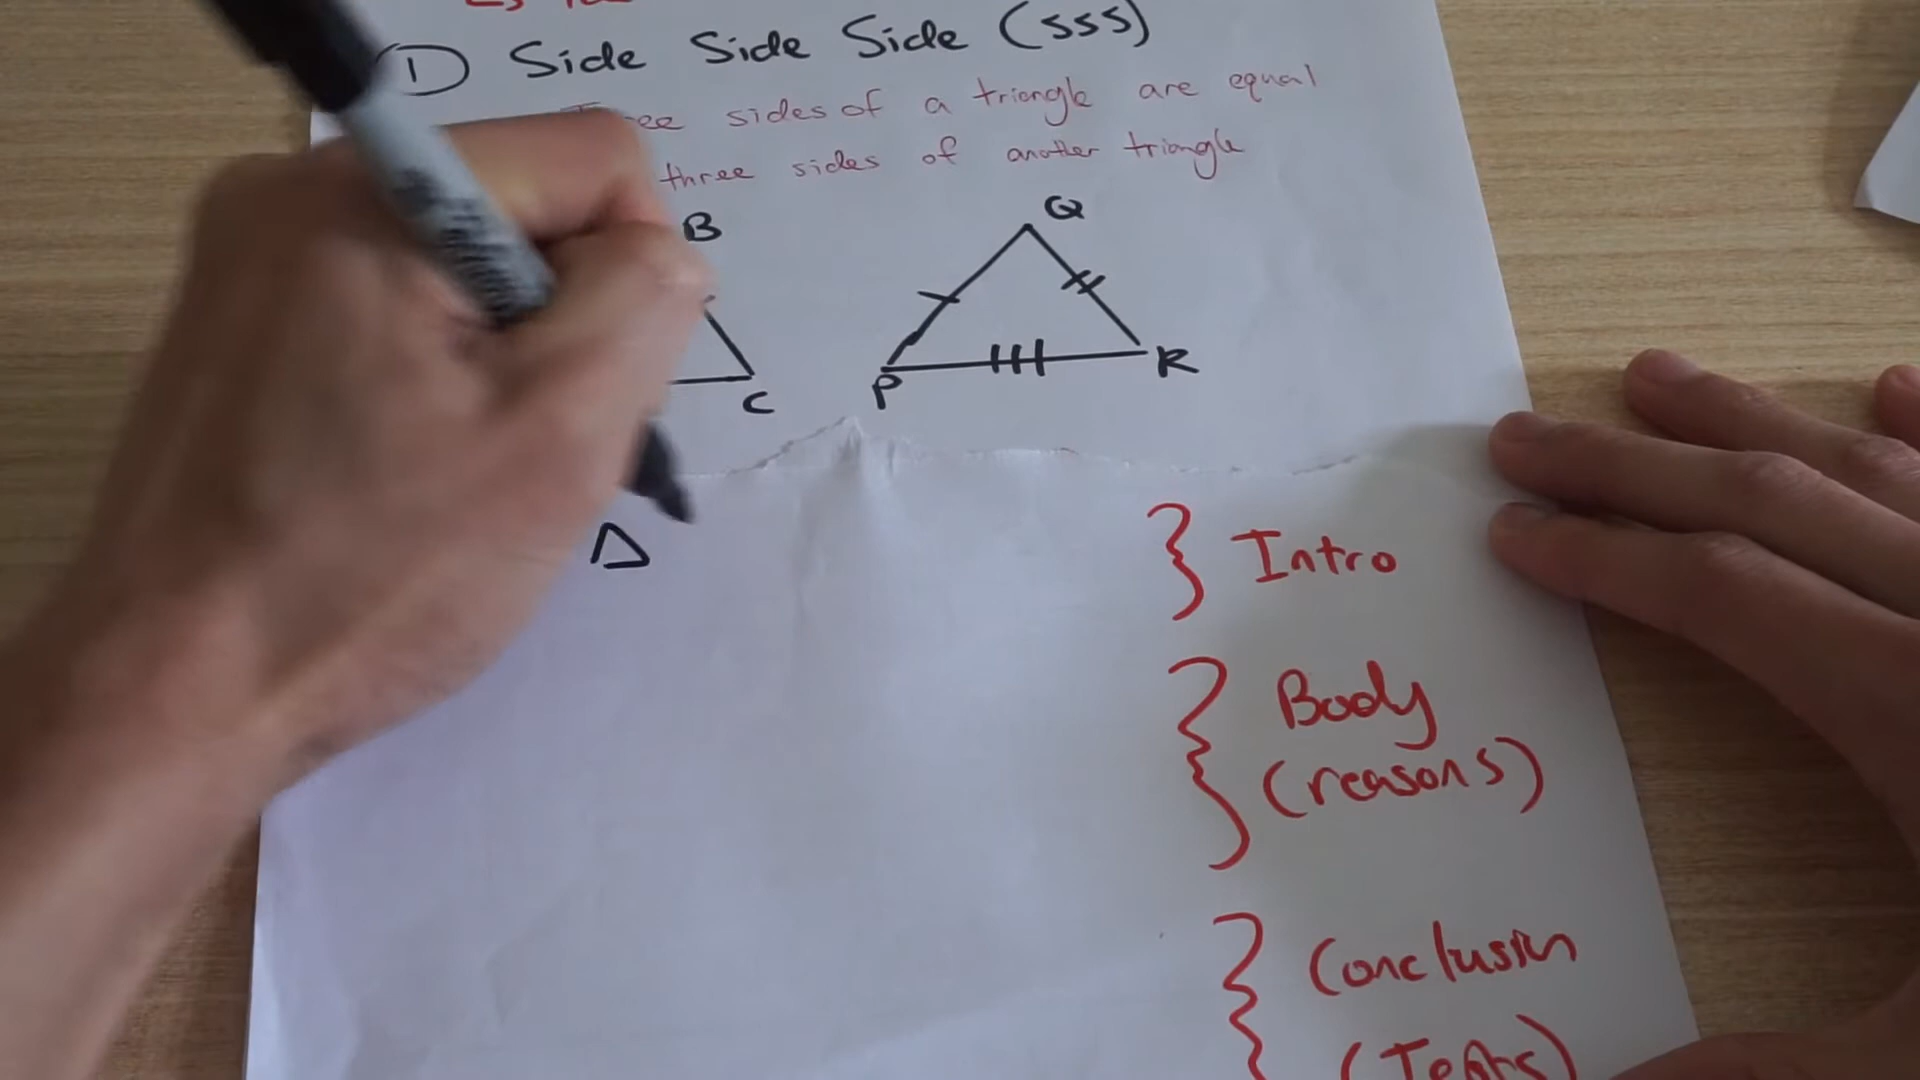 ① Side Side Side (SSS)
sides of a triangle are equal
three sides of another triangle
B
Q
C
P
R
Δ
} Intro
} Body
(reasons)
} Conclusion
(Tests)